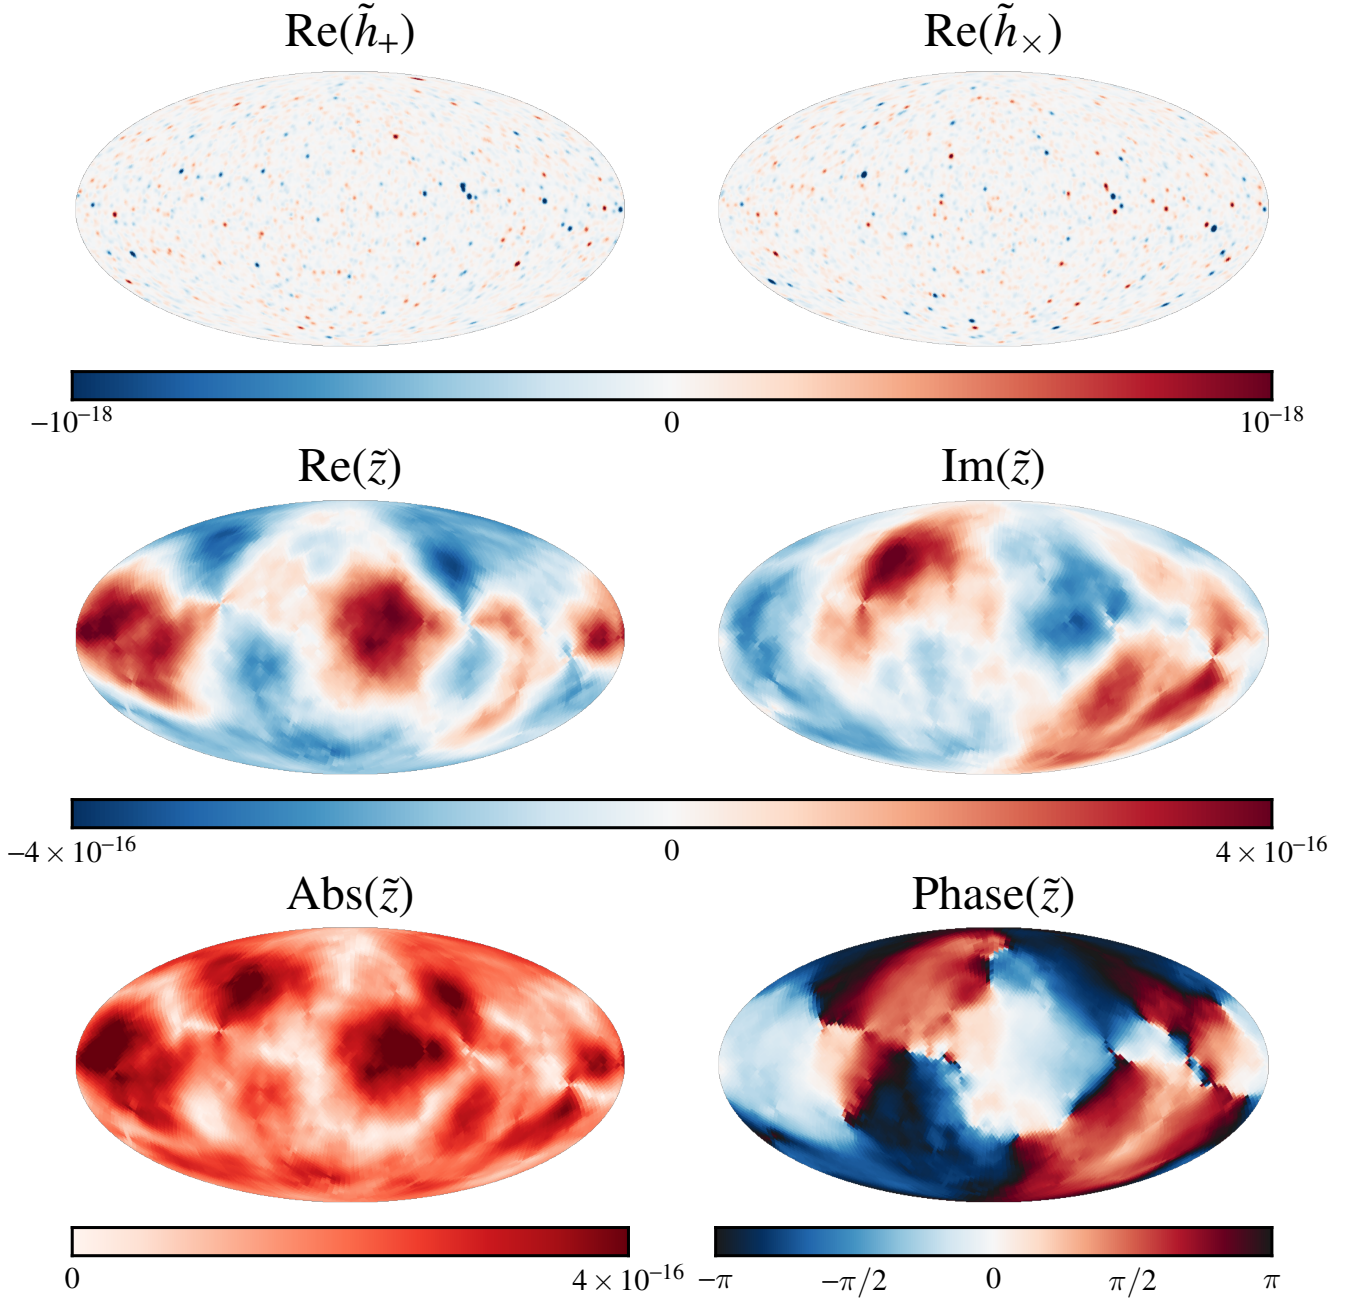 Re(h̃₊) Re(h̃×)
−10⁻¹⁸ 0 10⁻¹⁸
Re(z̃) Im(z̃)
−4 × 10⁻¹⁶ 0 4 × 10⁻¹⁶
Abs(z̃) Phase(z̃)
0 4 × 10⁻¹⁶ −π −π/2 0 π/2 π